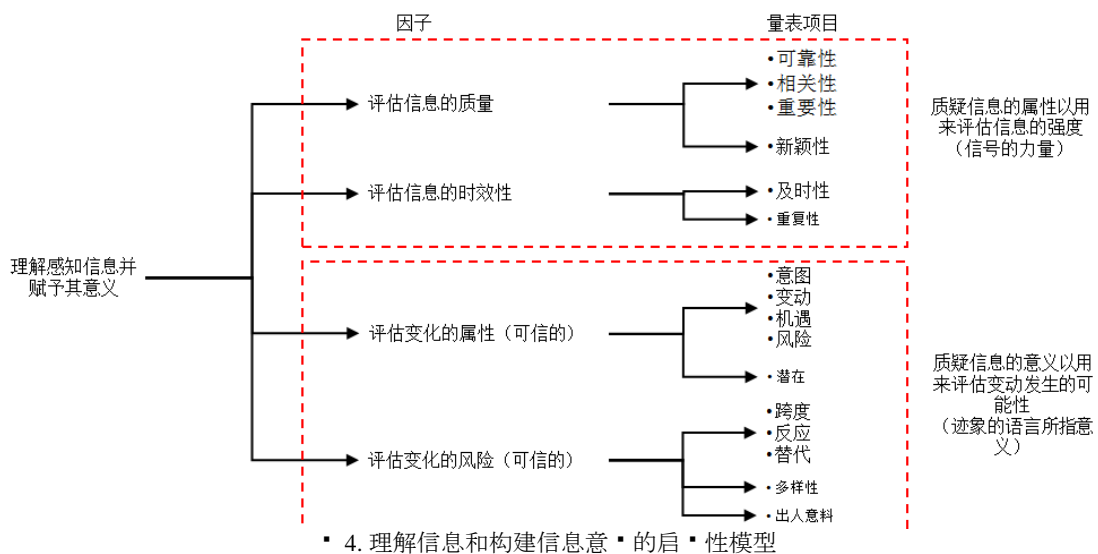 因子
量表项目
•可靠性
•相关性
•重要性
评估信息的质量
•新颖性
质疑信息的属性以用
来评估信息的强度
（信号的力量）
评估信息的时效性
•及时性
•重复性
理解感知信息并
赋予其意义
•意图
•变动
•机遇
•风险
评估变化的属性（可信的）
•潜在
质疑信息的意义以用
来评估变动发生的可
能性
（迹象的语言所指意
义）
•跨度
•反应
•替代
评估变化的风险（可信的）
•多样性
•出人意料
4. 理解信息和构建信息意 的启 性模型